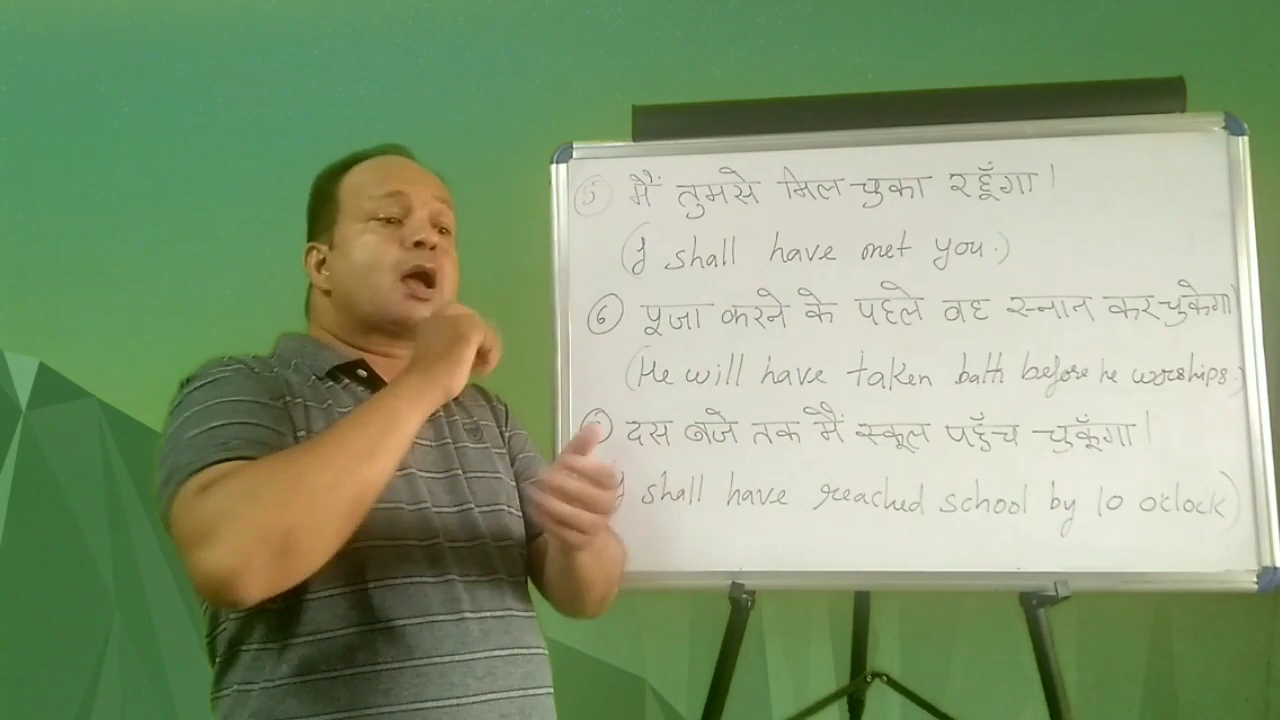 5 मैं तुमसे मिल चुका रहूँगा।
(I shall have met you.)
6 पूजा करने के पहले वह स्नान कर चुकेगा
(He will have taken bath before he worships.)
दस बजे तक मैं स्कूल पहुँच चुकूँगा।
I shall have reached school by 10 oclock)